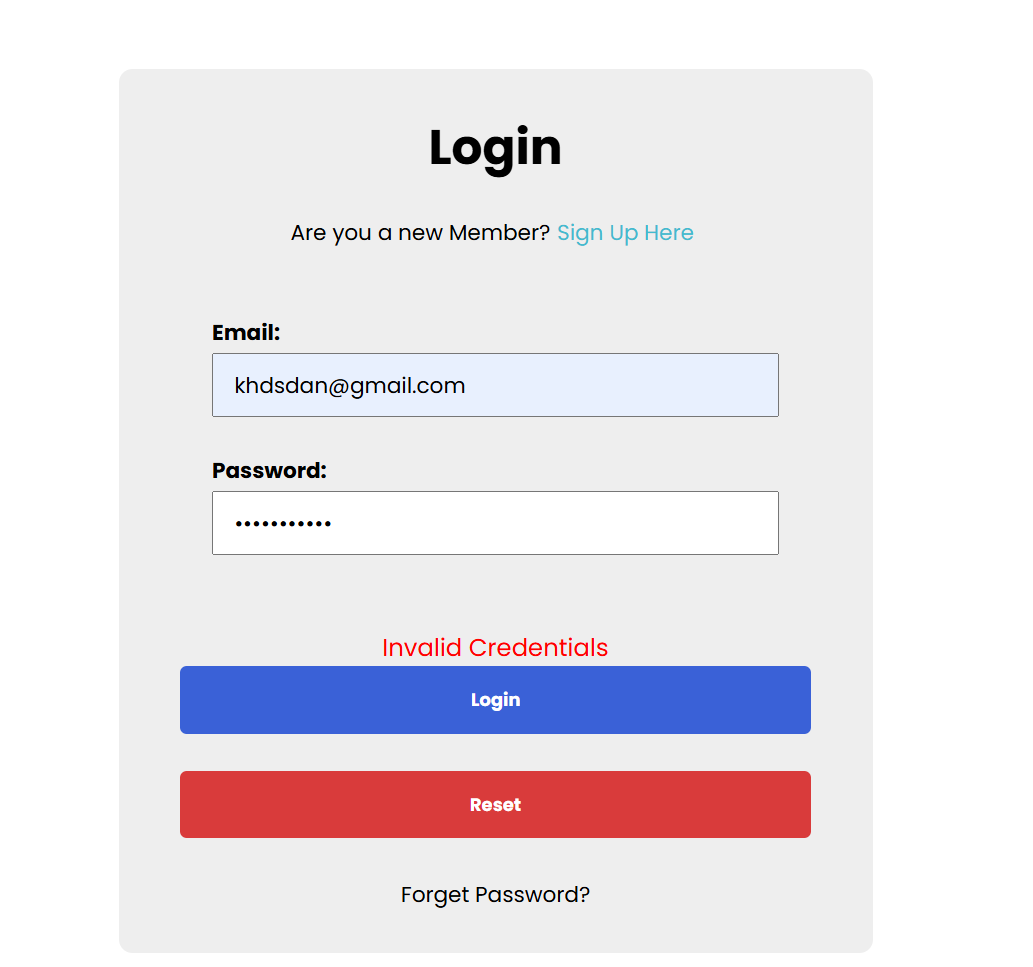 Login
Are you a new Member? Sign Up Here
Email:
khdsdan@gmail.com
Password:
•••••••••••
Invalid Credentials
Login
Reset
Forget Password?